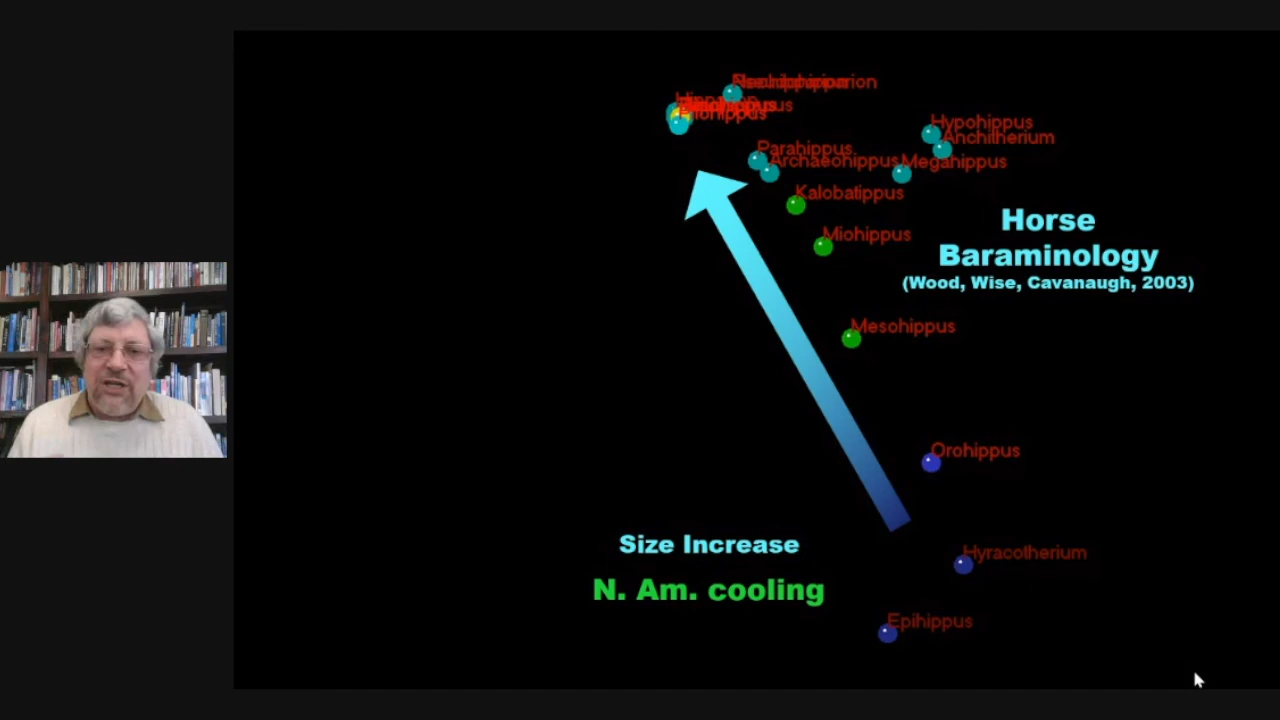 Hypohippus
Anchitherium
Parahippus
Archaeohippus
Megahippus
Kalobatippus
Miohippus
Horse
Baraminology
(Wood, Wise, Cavanaugh, 2003)
Mesohippus
Orohippus
Size Increase
Hyracotherium
N. Am. cooling
Epihippus